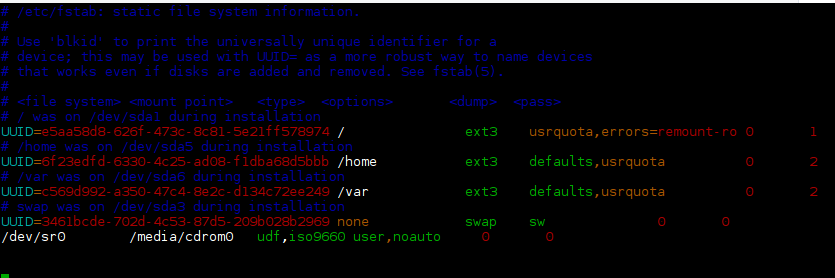 # /etc/fstab: static file system information.
#
# Use 'blkid' to print the universally unique identifier for a
# device; this may be used with UUID= as a more robust way to name devices
# that works even if disks are added and removed. See fstab(5).
#
# <file system> <mount point>   <type>  <options>       <dump>  <pass>
# / was on /dev/sda1 during installation
UUID=e5aa58d8-626f-473c-8c81-5e21ff578974 /               ext3    usrquota,errors=remount-ro 0       1
# /home was on /dev/sda5 during installation
UUID=6f23edfd-6330-4c25-ad08-f1dba68d5bbb /home           ext3    defaults,usrquota          0       2
# /var was on /dev/sda6 during installation
UUID=c569d992-a350-47c4-8e2c-d134c72ee249 /var            ext3    defaults,usrquota          0       2
# swap was on /dev/sda3 during installation
UUID=3461bcde-702d-4c53-87d5-209b028b2969 none            swap    sw              0       0
/dev/sr0        /media/cdrom0   udf,iso9660 user,noauto     0       0